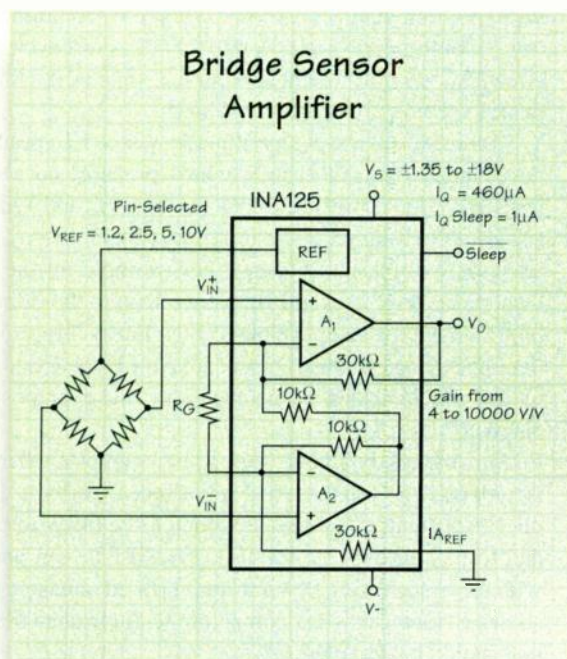 Bridge Sensor
Amplifier
V_S = ±1.35 to ±18V
I_Q = 460µA
I_Q Sleep = 1µA
Pin-Selected
V_REF = 1.2, 2.5, 5, 10V
INA125
REF
Sleep
V_IN^+
+
A_1
−
V_O
30kΩ
10kΩ
Gain from
4 to 10000 V/V
R_G
10kΩ
−
A_2
+
V_IN^−
30kΩ
IA_REF
V-